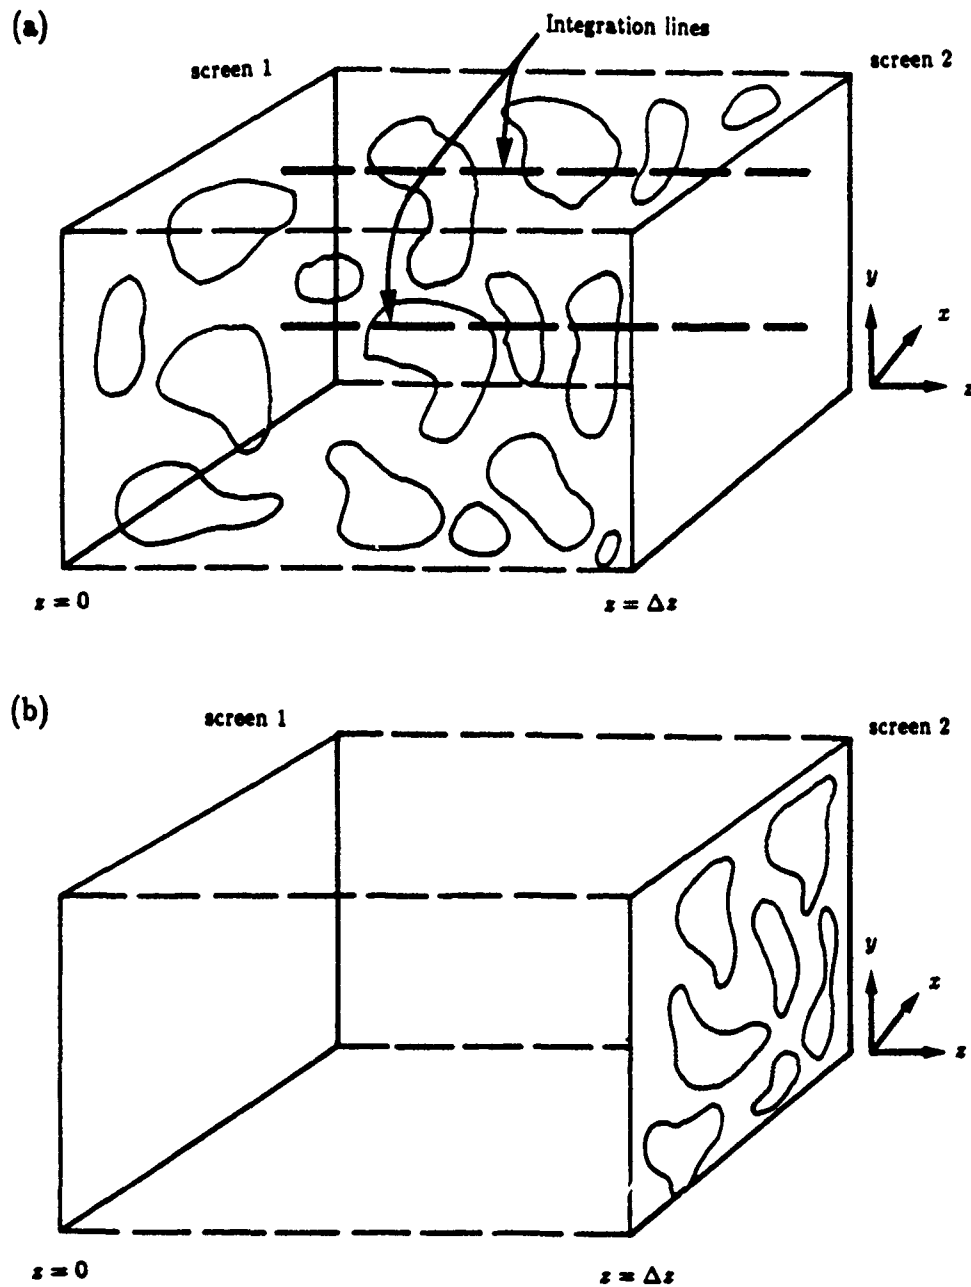 (a)
Integration lines
screen 1
screen 2
y
x
z
z = 0
z = Δz
(b)
screen 1
screen 2
y
x
z
z = 0
z = Δz